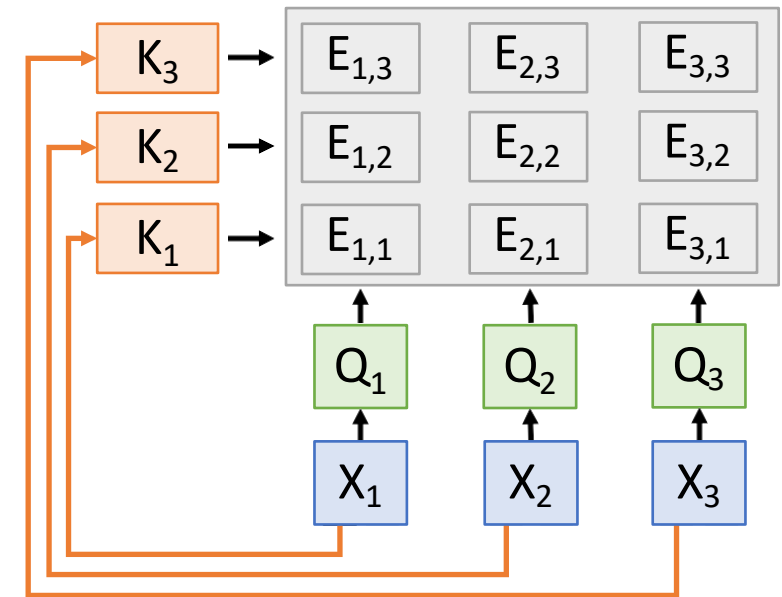 K₃ E₁,₃ E₂,₃ E₃,₃
K₂ E₁,₂ E₂,₂ E₃,₂
K₁ E₁,₁ E₂,₁ E₃,₁
Q₁ Q₂ Q₃
X₁ X₂ X₃